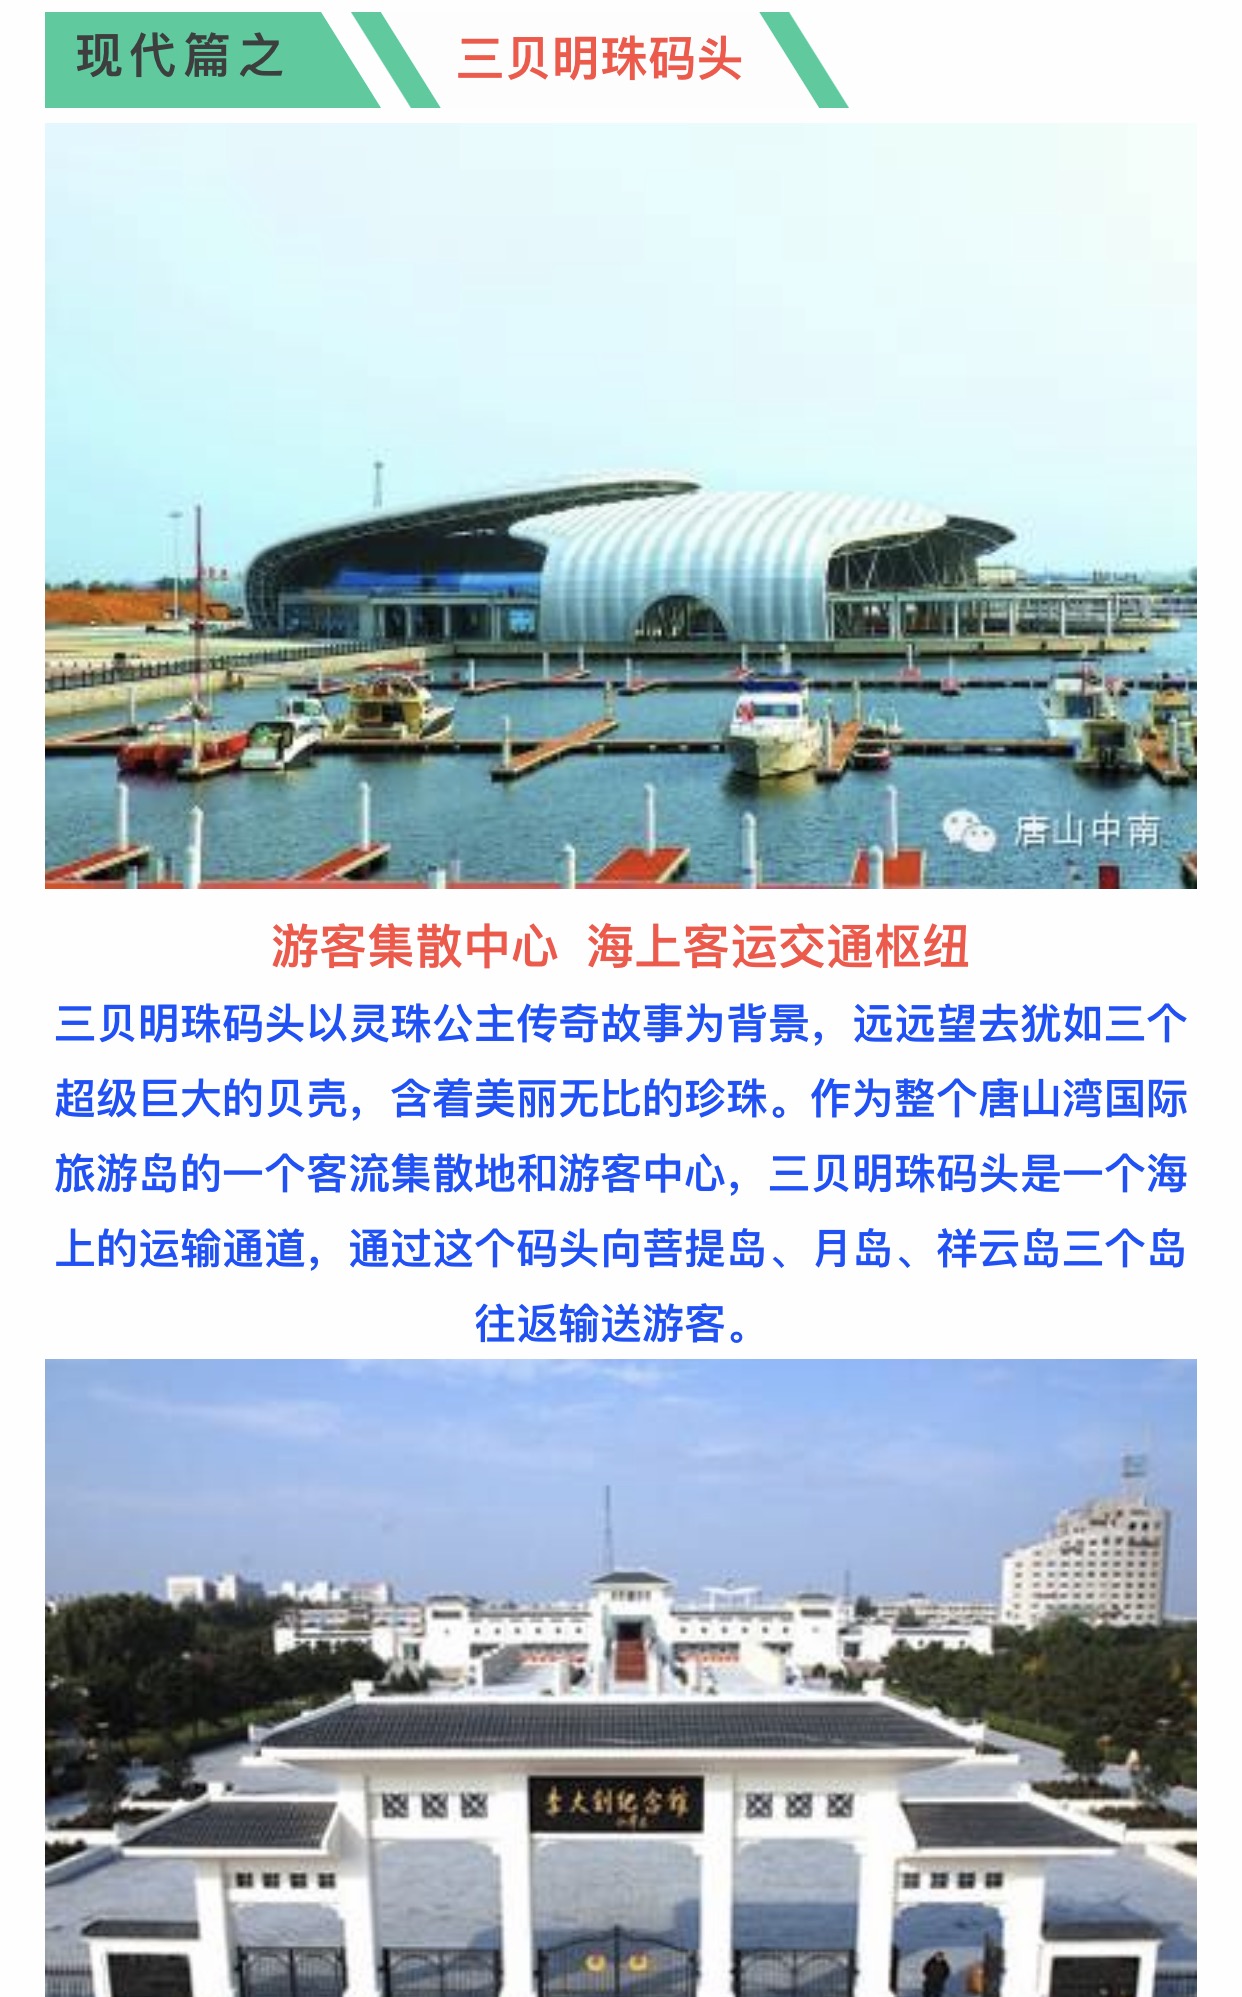 现代篇之
三贝明珠码头
唐山中南
游客集散中心 海上客运交通枢纽
三贝明珠码头以灵珠公主传奇故事为背景，远远望去犹如三个
超级巨大的贝壳，含着美丽无比的珍珠。作为整个唐山湾国际
旅游岛的一个客流集散地和游客中心，三贝明珠码头是一个海
上的运输通道，通过这个码头向菩提岛、月岛、祥云岛三个岛
往返输送游客。
李大钊纪念馆